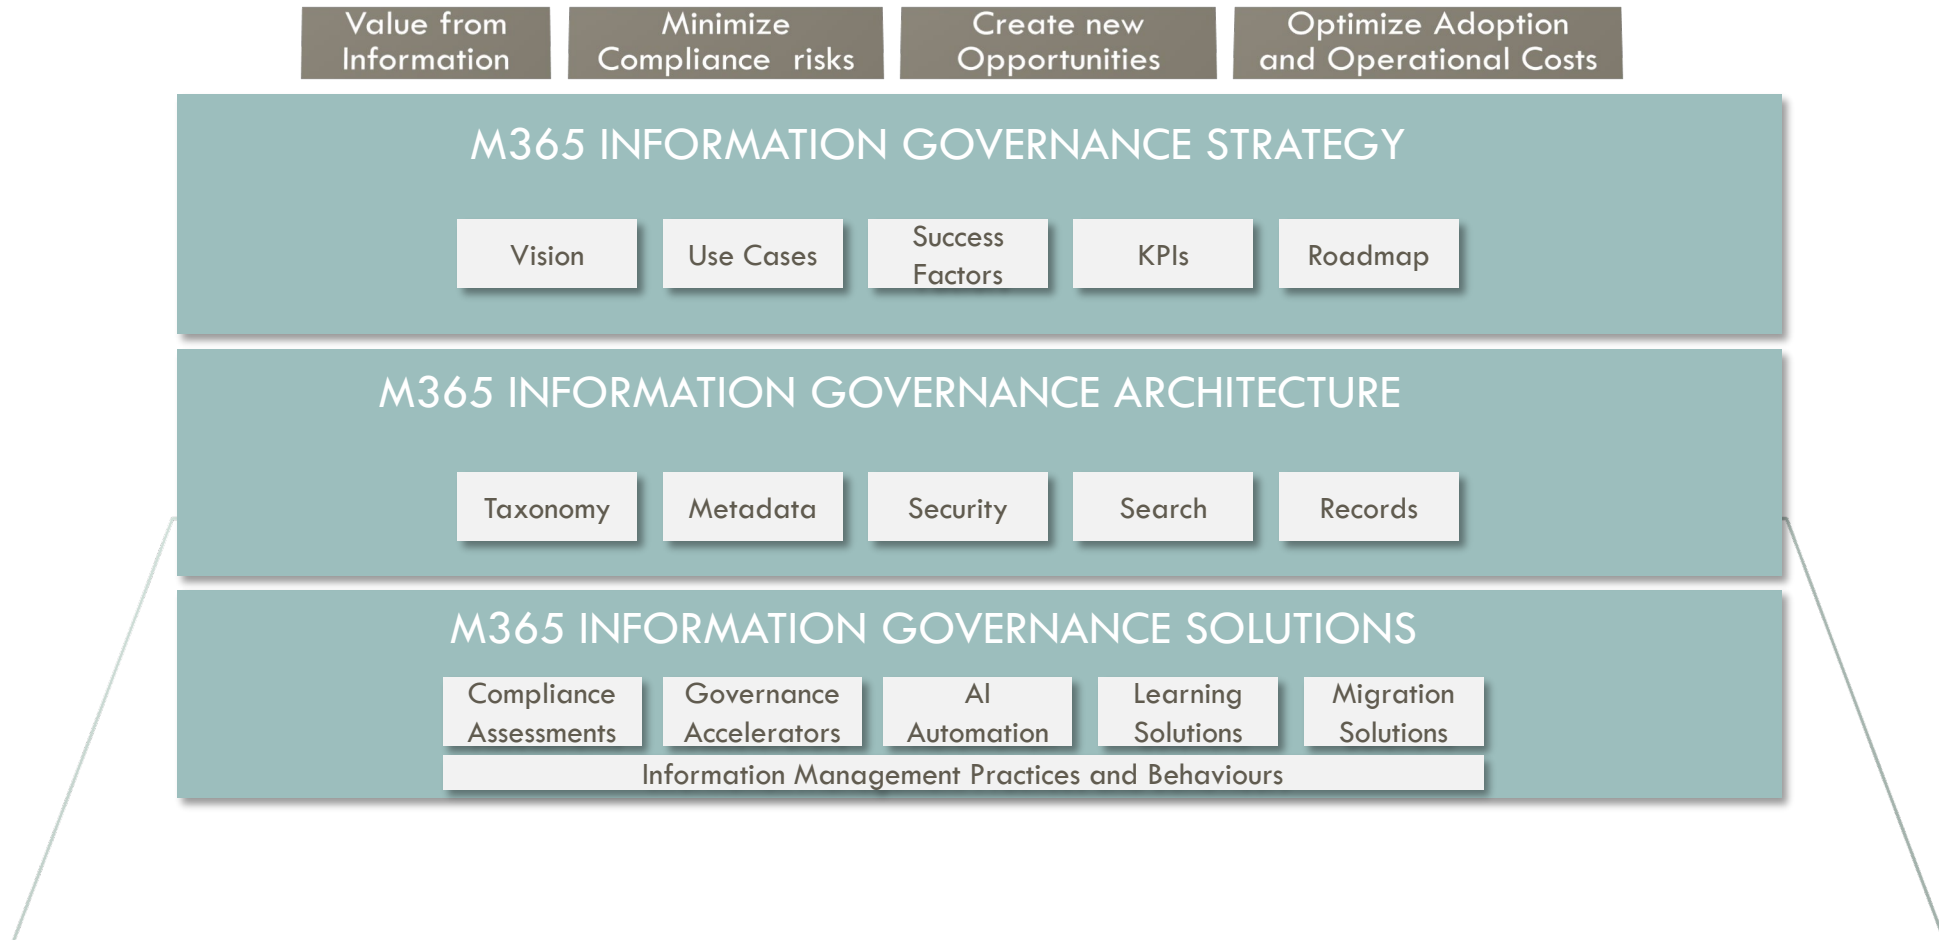 Value from
Information
Minimize
Compliance risks
Create new
Opportunities
Optimize Adoption
and Operational Costs
M365 INFORMATION GOVERNANCE STRATEGY
Vision
Use Cases
Success
Factors
KPIs
Roadmap
M365 INFORMATION GOVERNANCE ARCHITECTURE
Taxonomy
Metadata
Security
Search
Records
M365 INFORMATION GOVERNANCE SOLUTIONS
Compliance
Assessments
Governance
Accelerators
AI
Automation
Learning
Solutions
Migration
Solutions
Information Management Practices and Behaviours